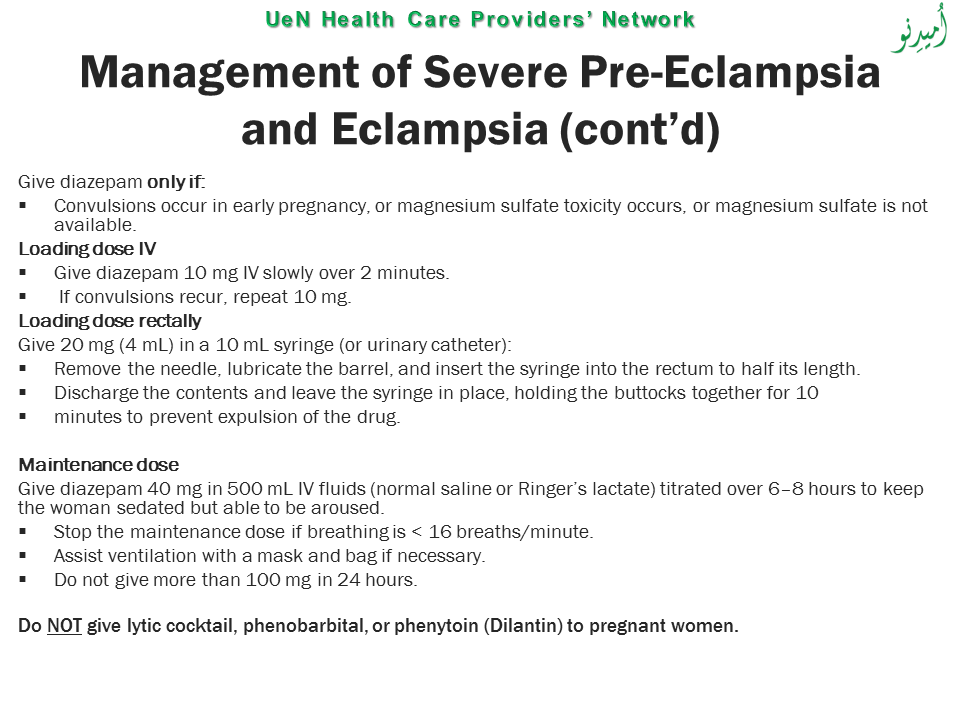 UeN Health Care Providers’ Network
اُمیدِنو
Management of Severe Pre-Eclampsia
and Eclampsia (cont’d)
Give diazepam only if:
▪ Convulsions occur in early pregnancy, or magnesium sulfate toxicity occurs, or magnesium sulfate is not
available.
Loading dose IV
▪ Give diazepam 10 mg IV slowly over 2 minutes.
▪ If convulsions recur, repeat 10 mg.
Loading dose rectally
Give 20 mg (4 mL) in a 10 mL syringe (or urinary catheter):
▪ Remove the needle, lubricate the barrel, and insert the syringe into the rectum to half its length.
▪ Discharge the contents and leave the syringe in place, holding the buttocks together for 10
▪ minutes to prevent expulsion of the drug.
Maintenance dose
Give diazepam 40 mg in 500 mL IV fluids (normal saline or Ringer’s lactate) titrated over 6–8 hours to keep
the woman sedated but able to be aroused.
▪ Stop the maintenance dose if breathing is < 16 breaths/minute.
▪ Assist ventilation with a mask and bag if necessary.
▪ Do not give more than 100 mg in 24 hours.
Do NOT give lytic cocktail, phenobarbital, or phenytoin (Dilantin) to pregnant women.